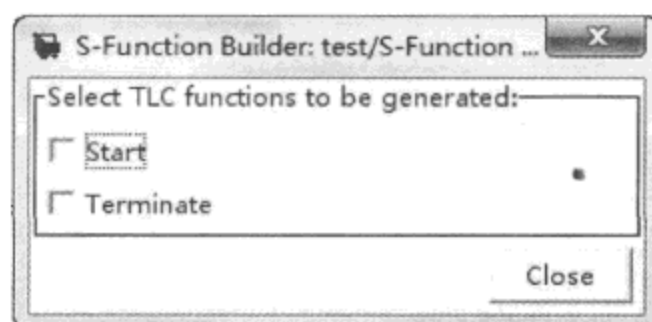 S-Function Builder: test/S-Function ...
Select TLC functions to be generated:
Start
Terminate
Close